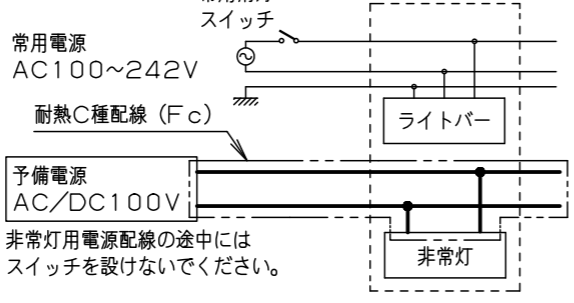 スイッチ
常用電源
AC100~242V
耐熱C種配線(Fc)
ライトバー
予備電源
AC/DC100V
非常灯用電源配線の途中には
スイッチを設けないでください。
非常灯